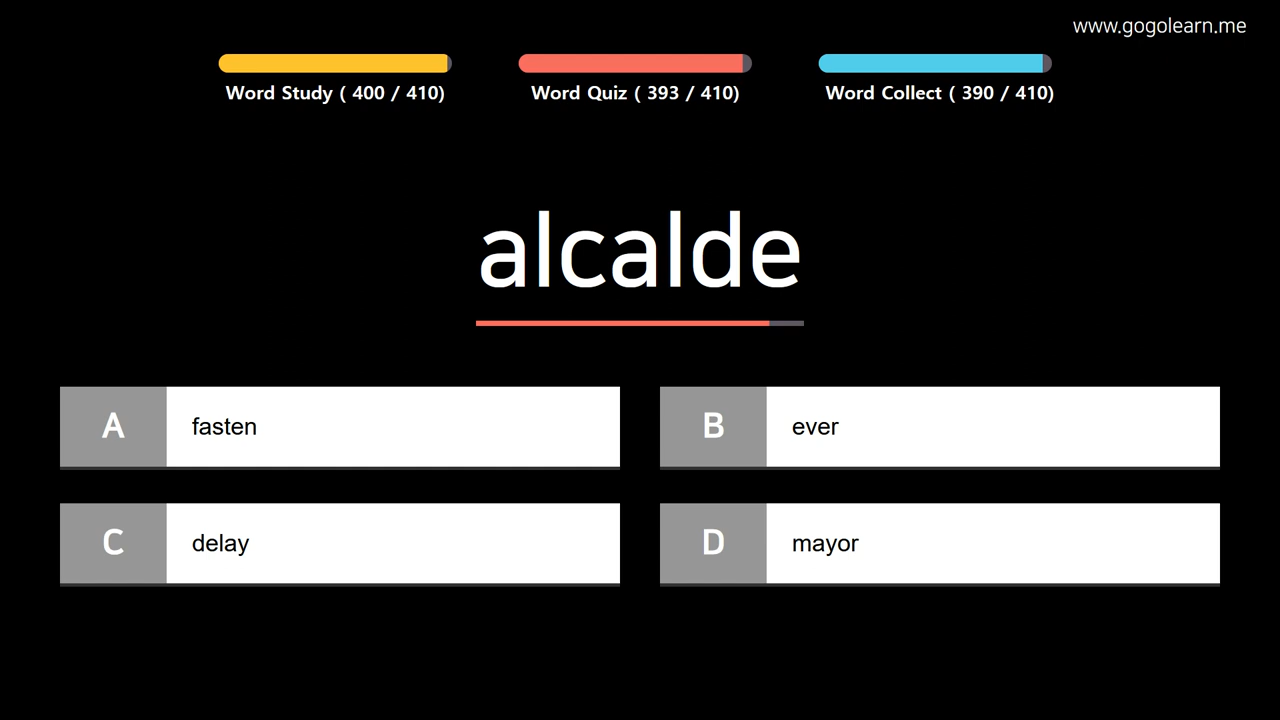 www.gogolearn.me
Word Study ( 400 / 410)
Word Quiz ( 393 / 410)
Word Collect ( 390 / 410)
alcalde
A fasten
B ever
C delay
D mayor